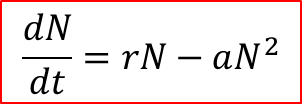 dN/dt = rN − aN²